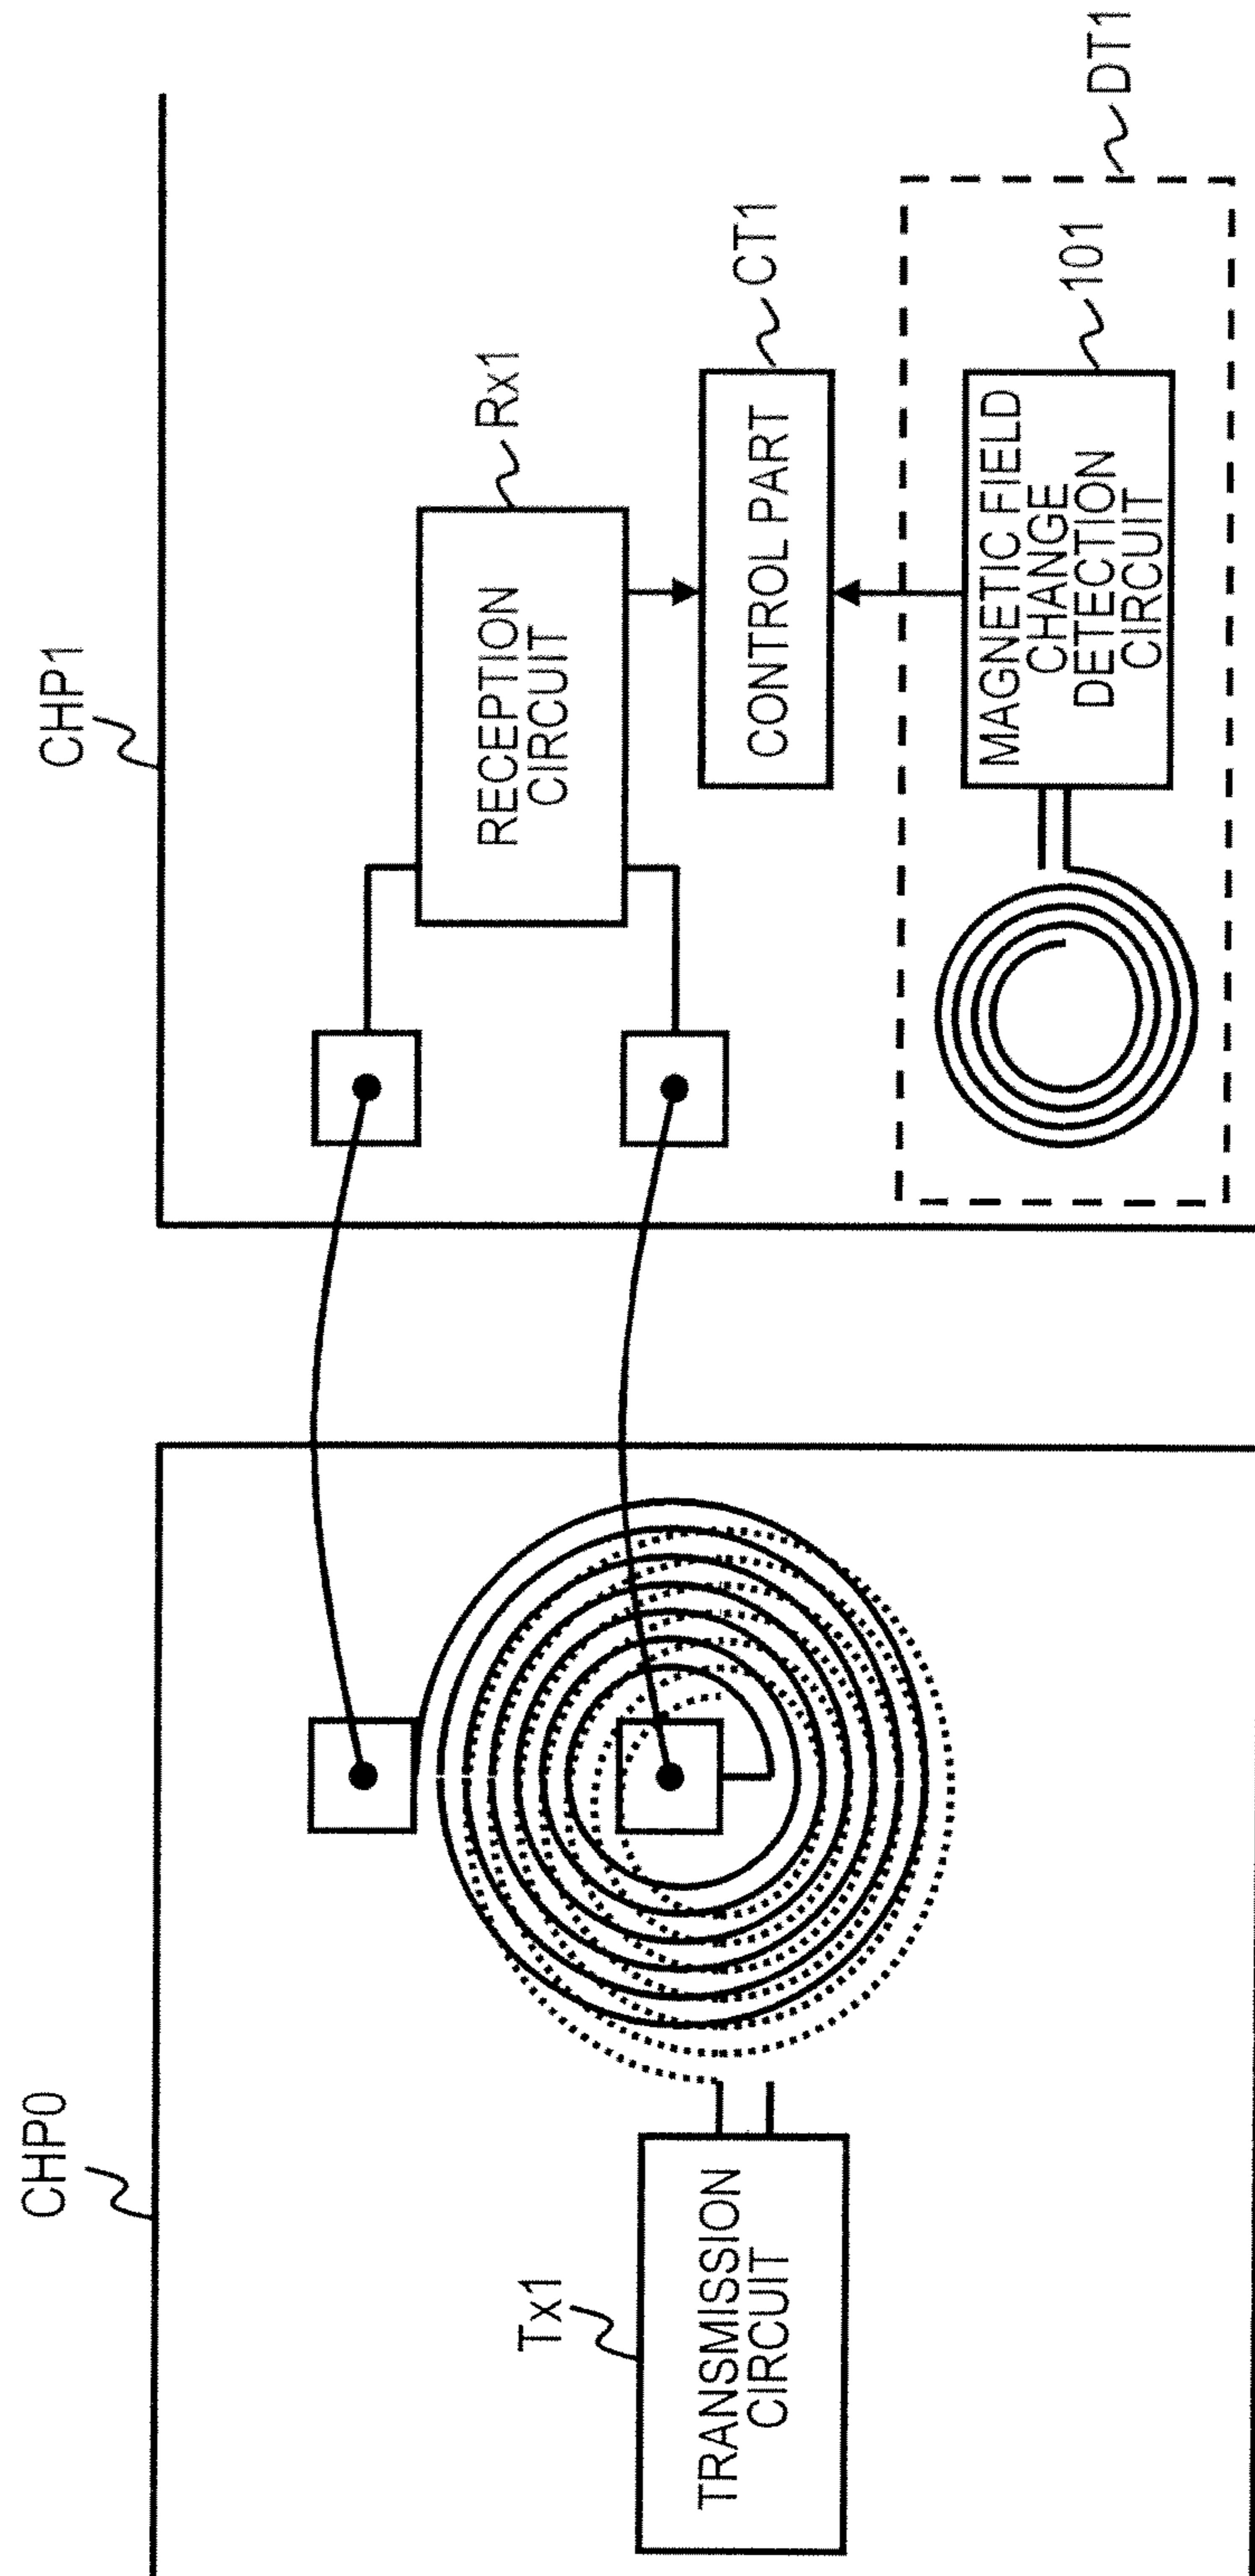 CHP0
CHP1
Tx1
TRANSMISSION
CIRCUIT
Rx1
RECEPTION
CIRCUIT
CT1
CONTROL PART
DT1
101
MAGNETIC FIELD
CHANGE
DETECTION
CIRCUIT